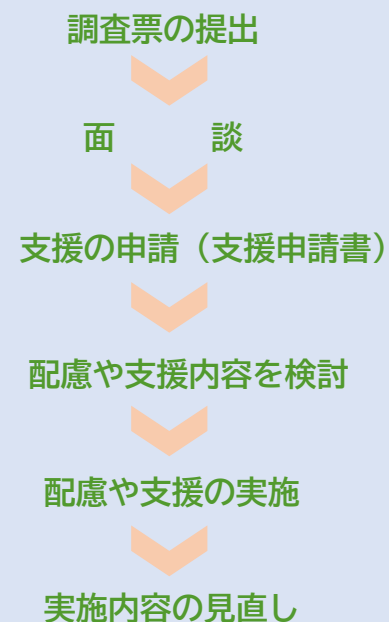 調査票の提出
面　　談
支援の申請（支援申請書）
配慮や支援内容を検討
配慮や支援の実施
実施内容の見直し